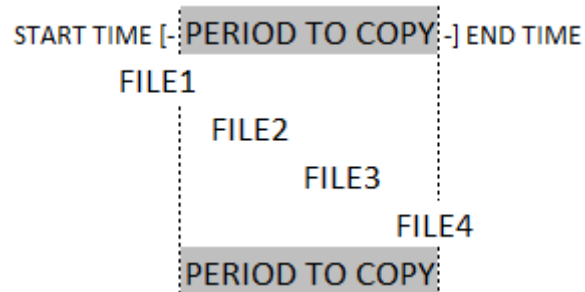 START TIME [- PERIOD TO COPY -] END TIME
FILE1
FILE2
FILE3
FILE4
PERIOD TO COPY